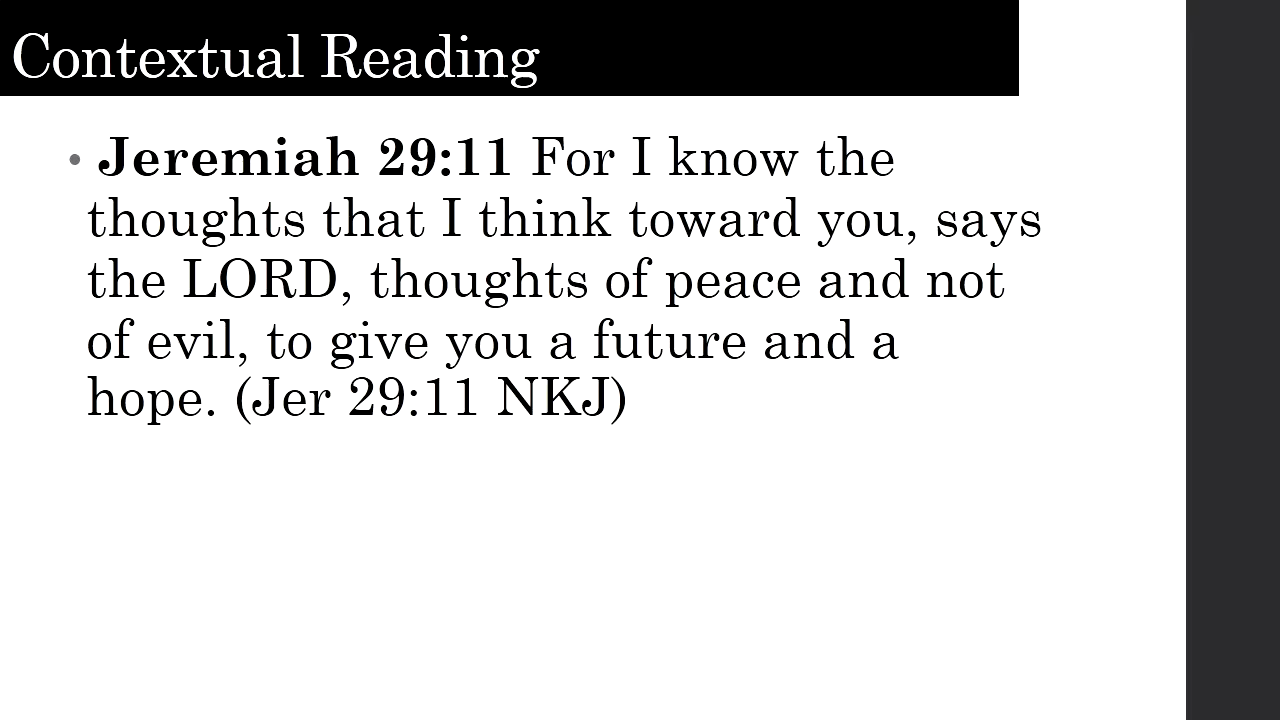 Contextual Reading
• Jeremiah 29:11 For I know the
thoughts that I think toward you, says
the LORD, thoughts of peace and not
of evil, to give you a future and a
hope. (Jer 29:11 NKJ)